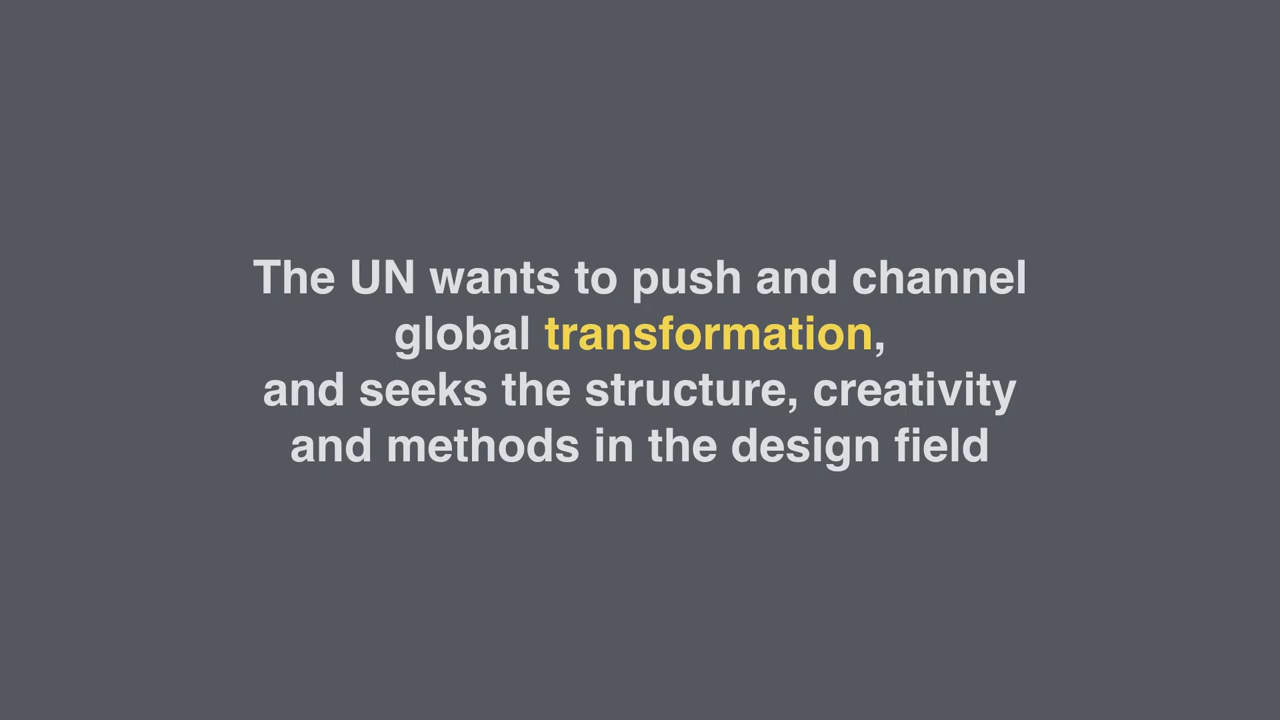 The UN wants to push and channel
global transformation,
and seeks the structure, creativity
and methods in the design field